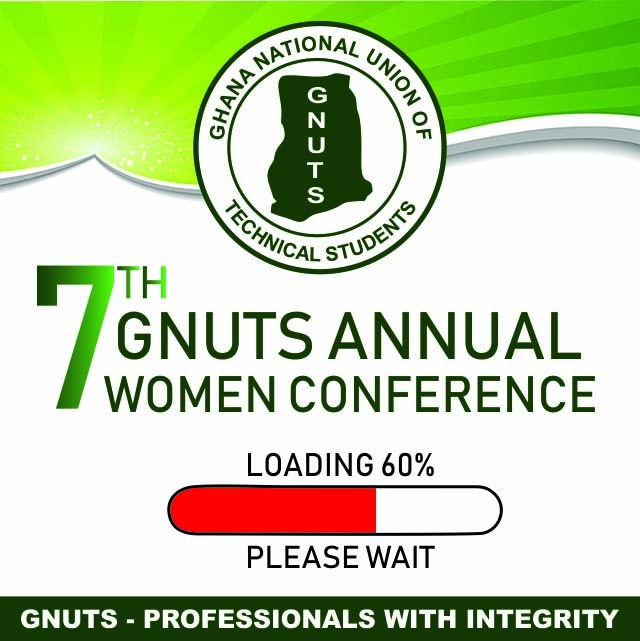 GHANA NATIONAL UNION OF
GNUTS
TECHNICAL STUDENTS
7TH
GNUTS ANNUAL
WOMEN CONFERENCE
LOADING 60%
PLEASE WAIT
GNUTS - PROFESSIONALS WITH INTEGRITY